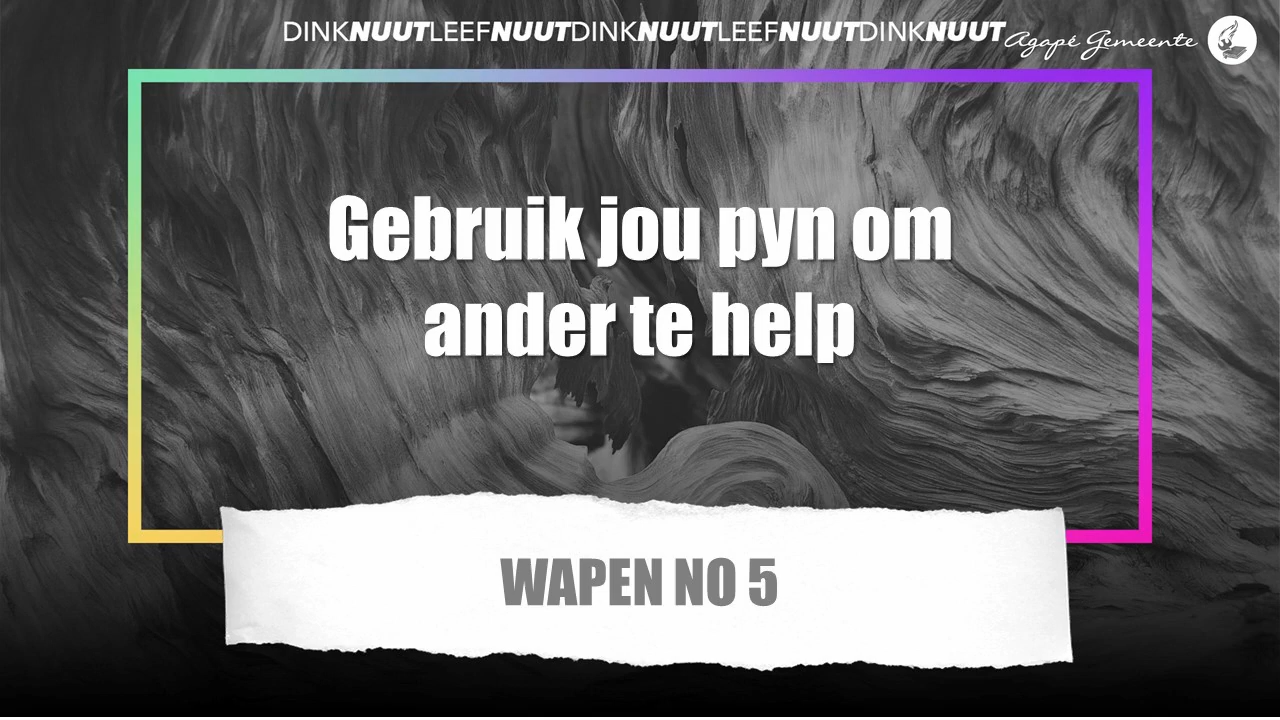 DINKNUUTLEEFNUUTDINKNUUTLEEFNUUTDINKNUUT
Agapé Gemeente
Gebruik jou pyn om
ander te help
WAPEN NO 5